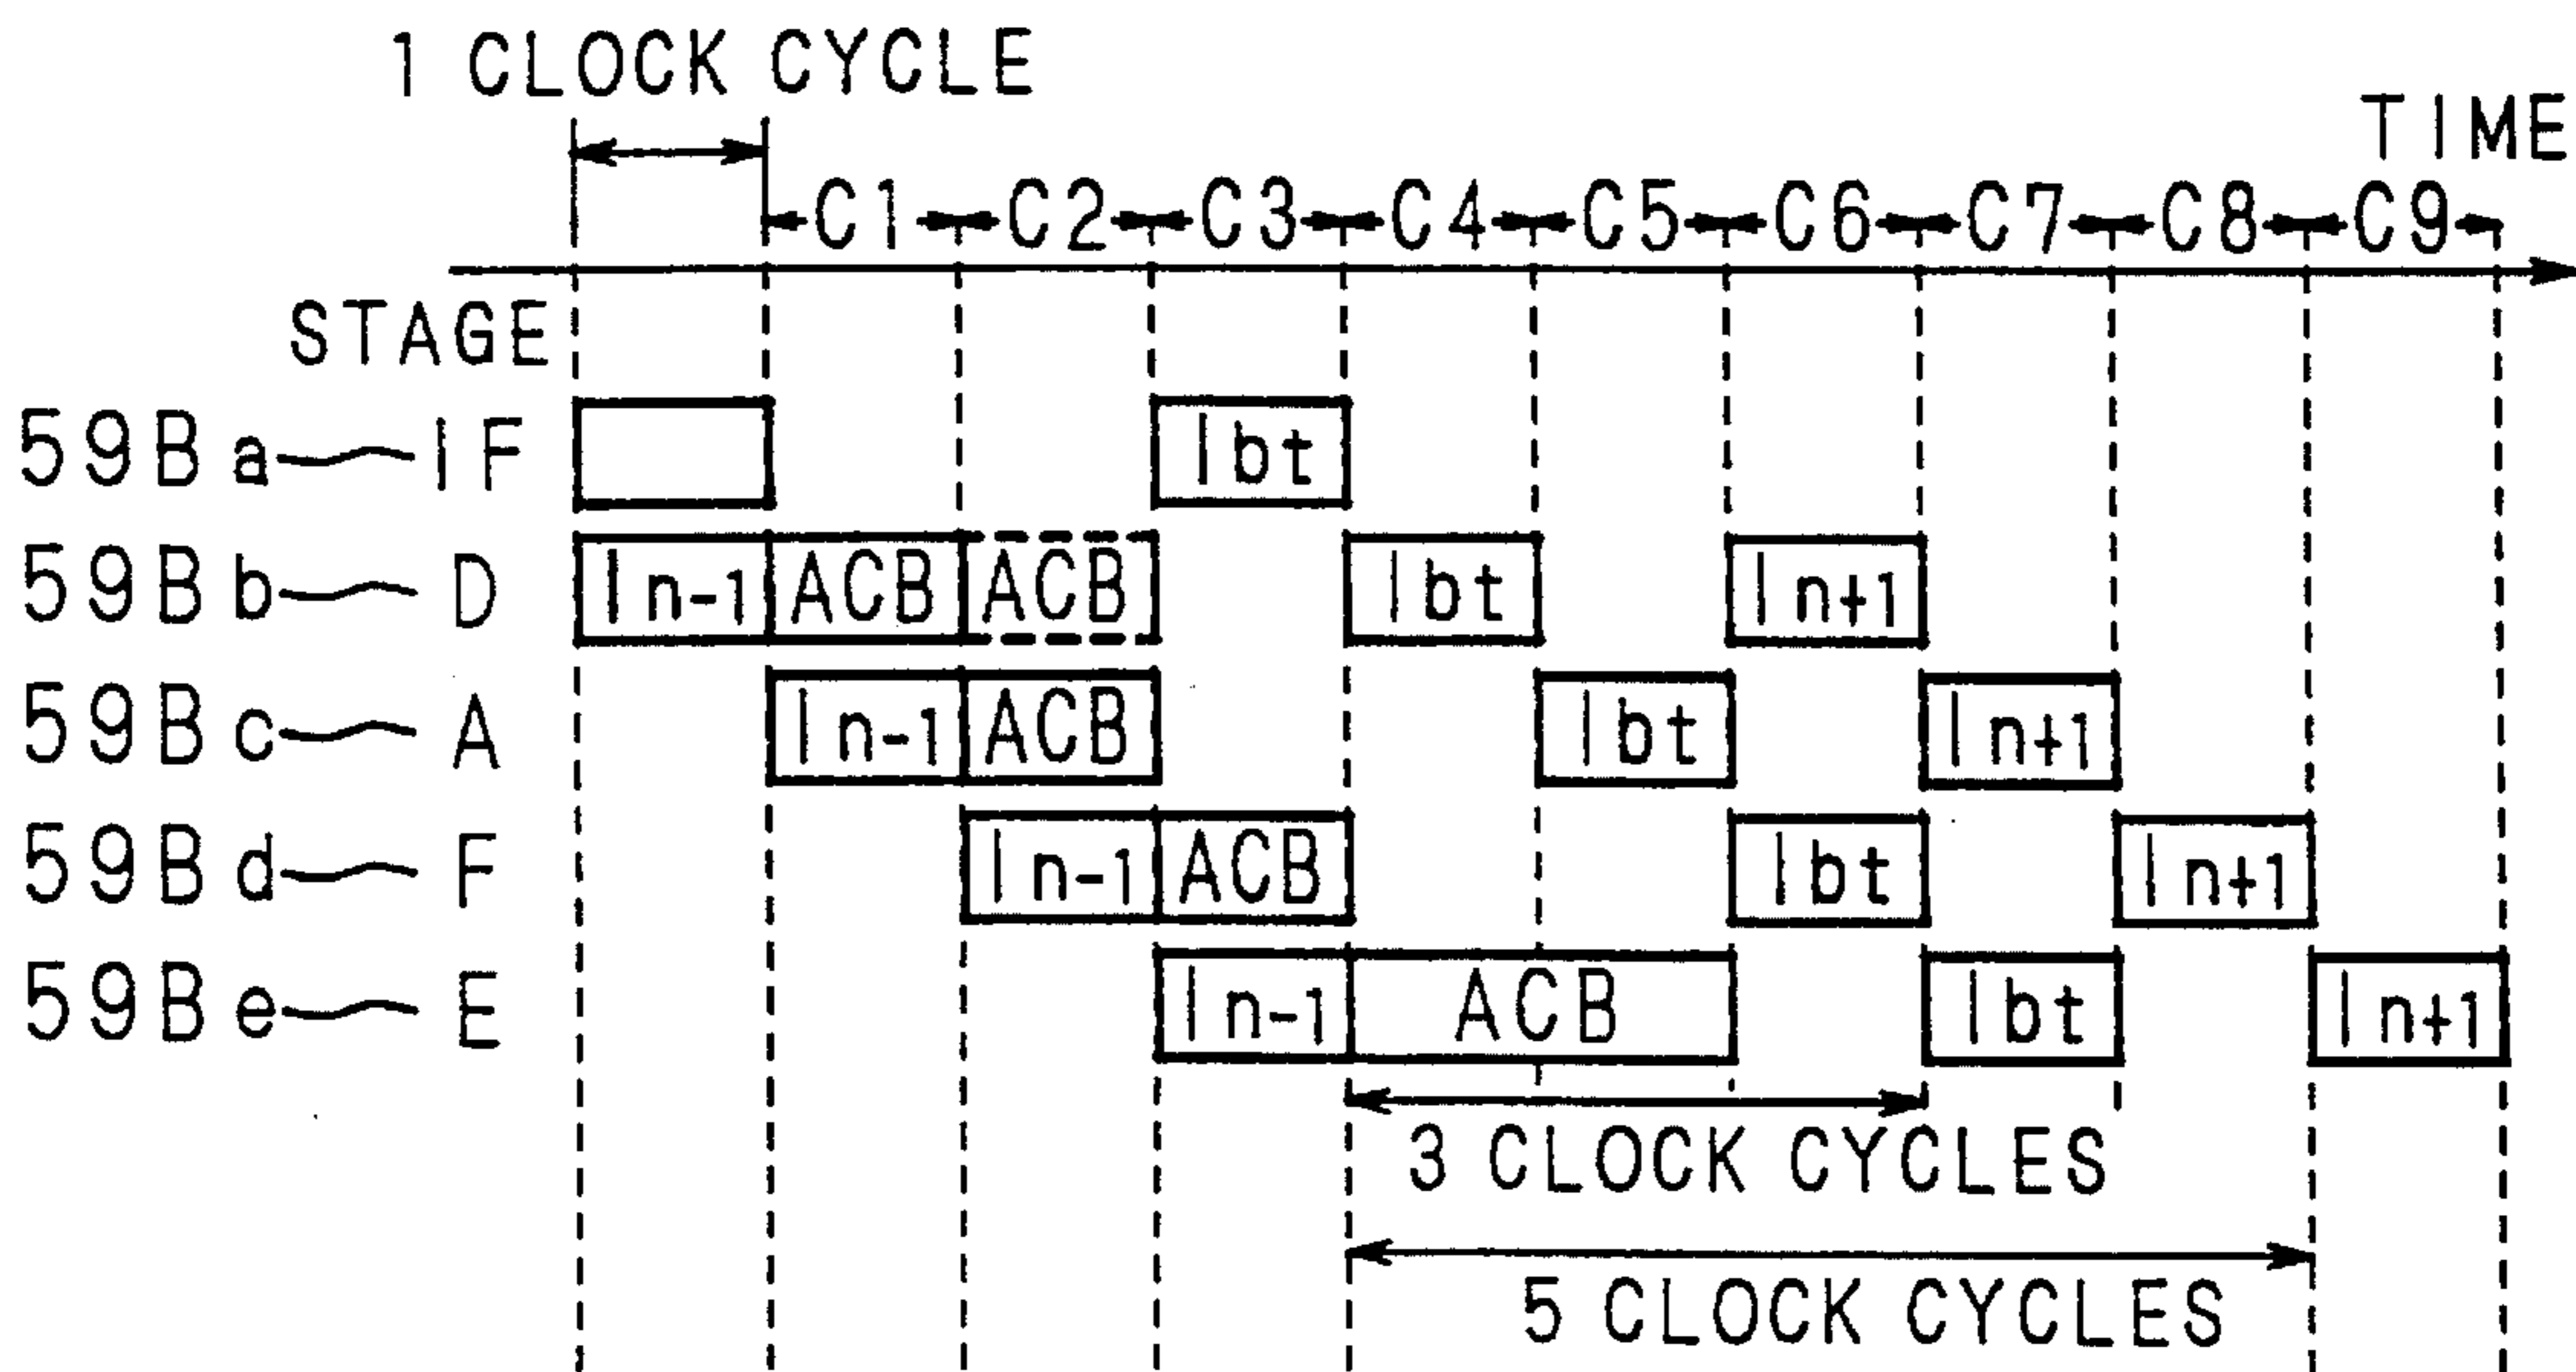 1 CLOCK CYCLE
TIME
C1 C2 C3 C4 C5 C6 C7 C8 C9
STAGE
59Ba IF Ibt
59Bb D In-1 ACB ACB Ibt In+1
59Bc A In-1 ACB Ibt In+1
59Bd F In-1 ACB Ibt In+1
59Be E In-1 ACB Ibt In+1
3 CLOCK CYCLES
5 CLOCK CYCLES